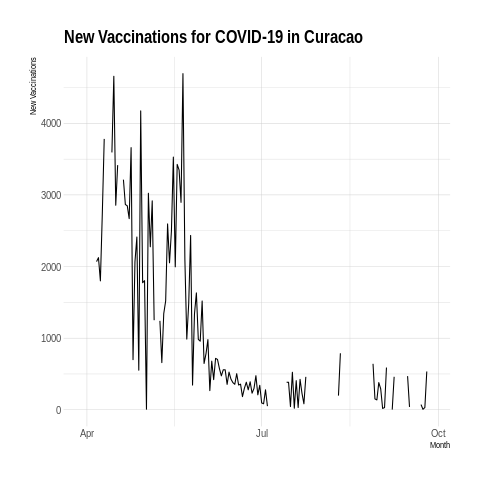 New Vaccinations for COVID-19 in Curacao
New Vaccinations
4000
3000
2000
1000
0
Apr
Jul
Oct
Month